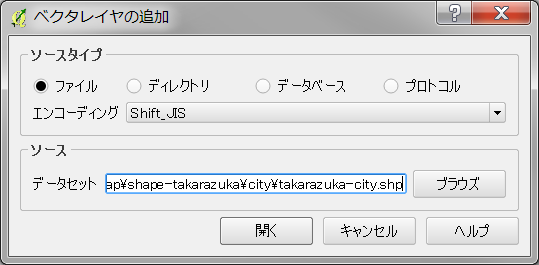 ベクタレイヤの追加
ソースタイプ
ファイル ディレクトリ データベース プロトコル
エンコーディング Shift_JIS
ソース
データセット ap¥shape-takarazuka¥city¥takarazuka-city.shp ブラウズ
開く キャンセル ヘルプ